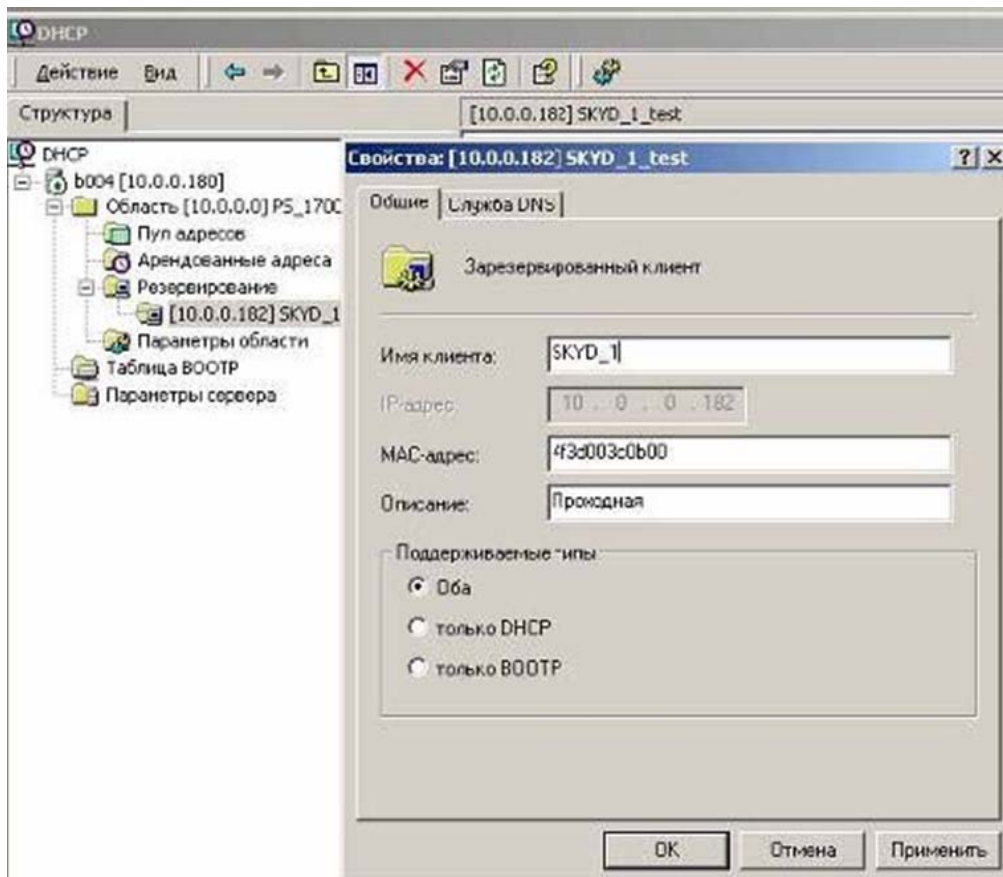 DHCP
Действие Вид
Структура
[10.0.0.182] SKYD_1_test
DHCP
b004 [10.0.0.180]
Область [10.0.0.0] PS_1700
Пул адресов
Арендованные адреса
Резервирование
[10.0.0.182] SKYD_1
Параметры области
Таблица BOOTP
Параметры сервера
Свойства: [10.0.0.182] SKYD_1_test
Общие Служба DNS
Зарезервированный клиент
Имя клиента: SKYD_1
IP-адрес: 10 . 0 . 0 . 182
MAC-адрес: 4f3d003c0b00
Описание: Проходная
Поддерживаемые типы
Оба
только DHCP
только BOOTP
OK Отмена Применить